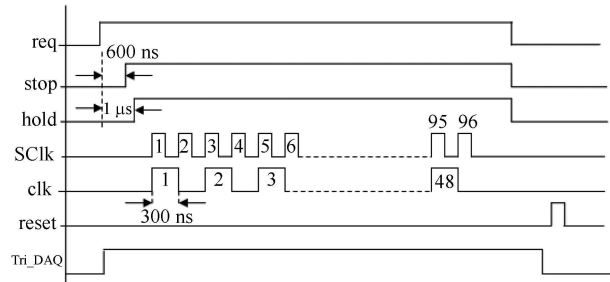 req
600 ns
stop
1 μs
hold
95 96
SClk
1 2 3 4 5 6
clk
1 2 3 48
300 ns
reset
Tri_DAQ